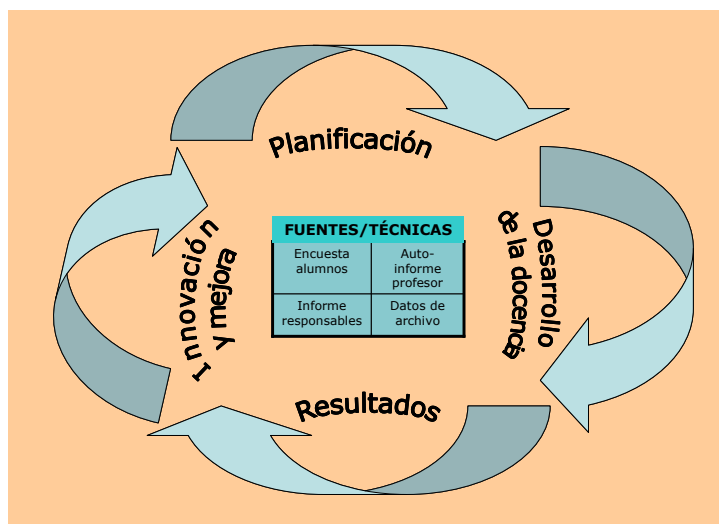 Planificación
Desarrollo
de la docencia
FUENTES/TÉCNICAS
Encuesta
alumnos
Auto-
informe
profesor
Informe
responsables
Datos de
archivo
Resultados
Innovación
y mejora